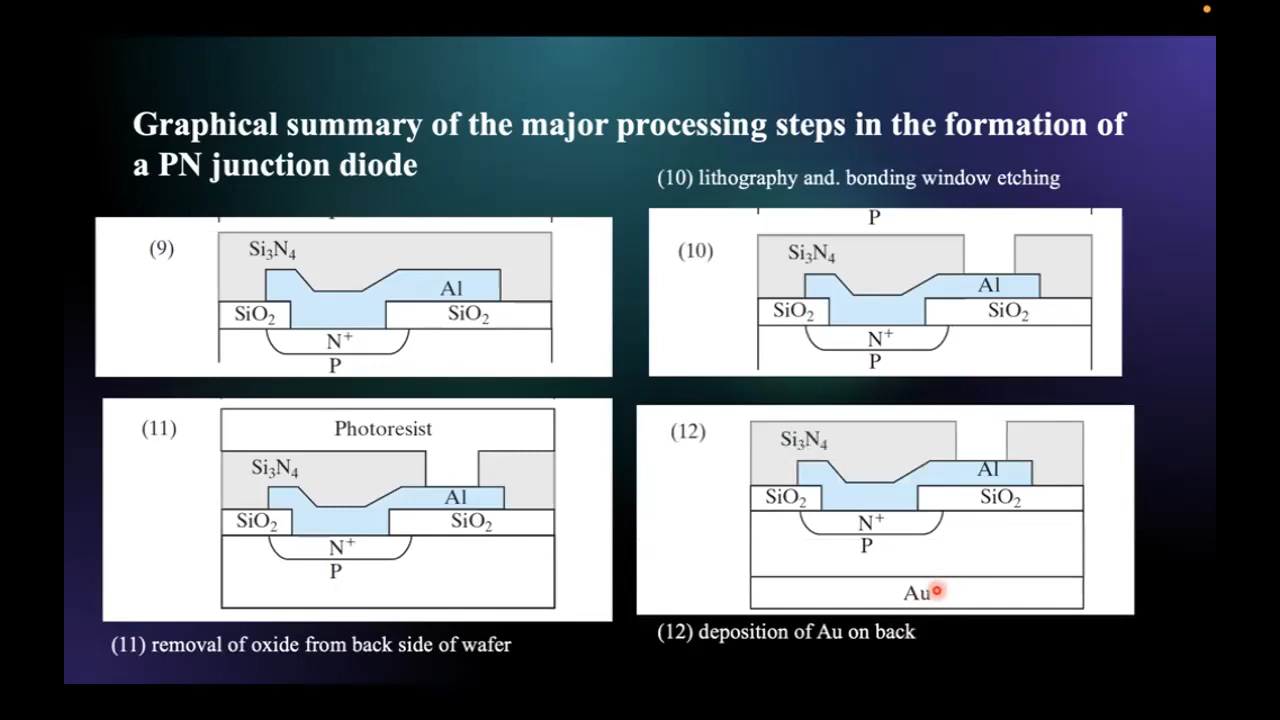 Graphical summary of the major processing steps in the formation of
a PN junction diode
(10) lithography and. bonding window etching
(9)
Si₃N₄
Al
SiO₂
SiO₂
N⁺
P
P
(10)
Si₃N₄
Al
SiO₂
SiO₂
N⁺
P
(11)
Photoresist
Si₃N₄
Al
SiO₂
SiO₂
N⁺
P
(11) removal of oxide from back side of wafer
(12)
Si₃N₄
Al
SiO₂
SiO₂
N⁺
P
Au
(12) deposition of Au on back